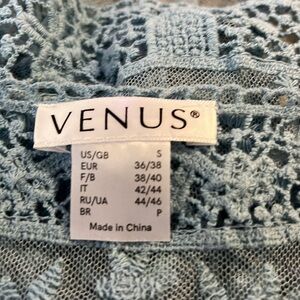 VENUS®
US/GB S
EUR 36/38
F/B 38/40
IT 42/44
RU/UA 44/46
BR P
Made in China